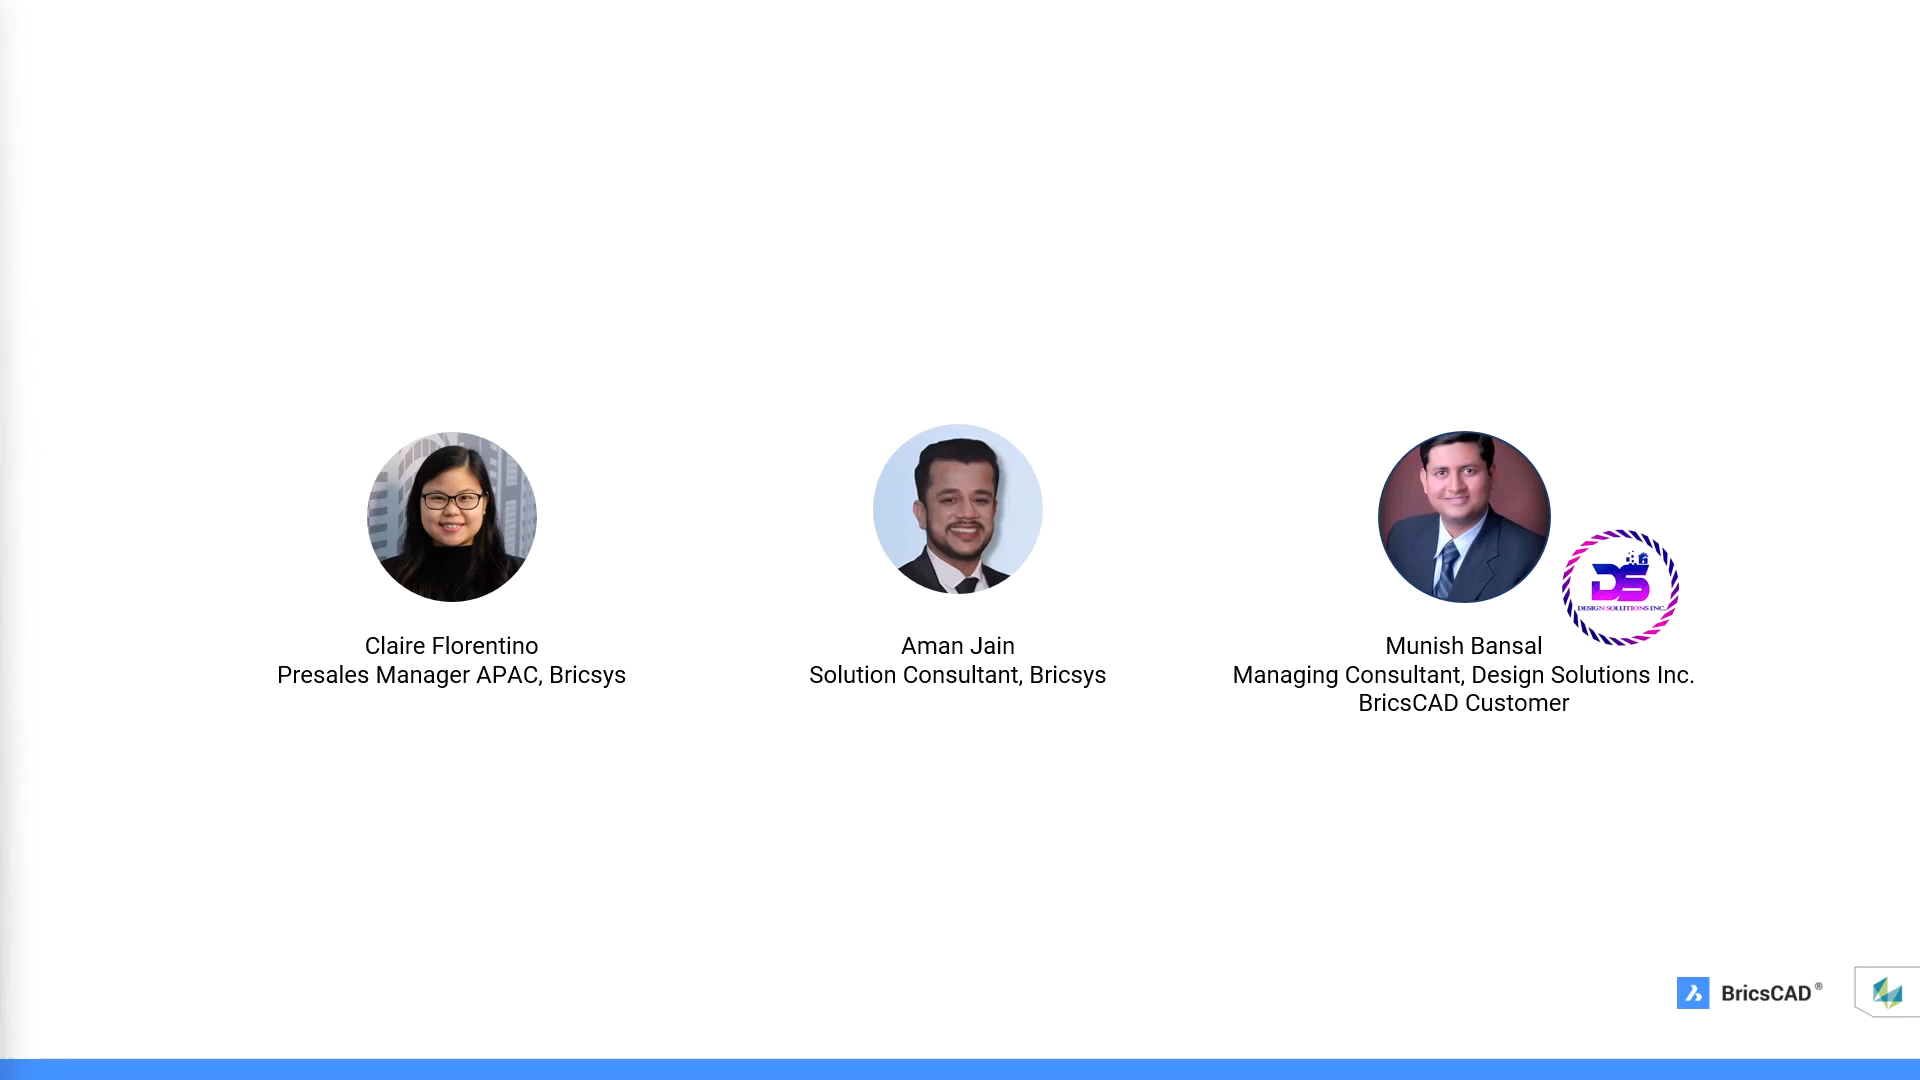 DS
DESIGN SOLUTIONS INC.
Claire Florentino
Presales Manager APAC, Bricsys
Aman Jain
Solution Consultant, Bricsys
Munish Bansal
Managing Consultant, Design Solutions Inc.
BricsCAD Customer
BricsCAD®